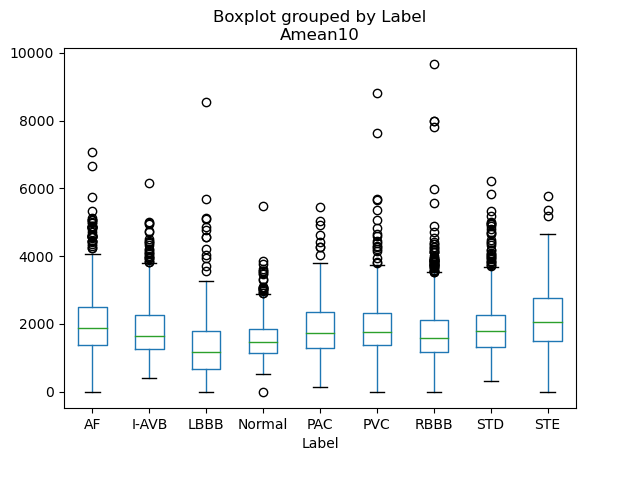 Boxplot grouped by Label
Amean10
10000
8000
6000
4000
2000
0
AF I-AVB LBBB Normal PAC PVC RBBB STD STE
Label